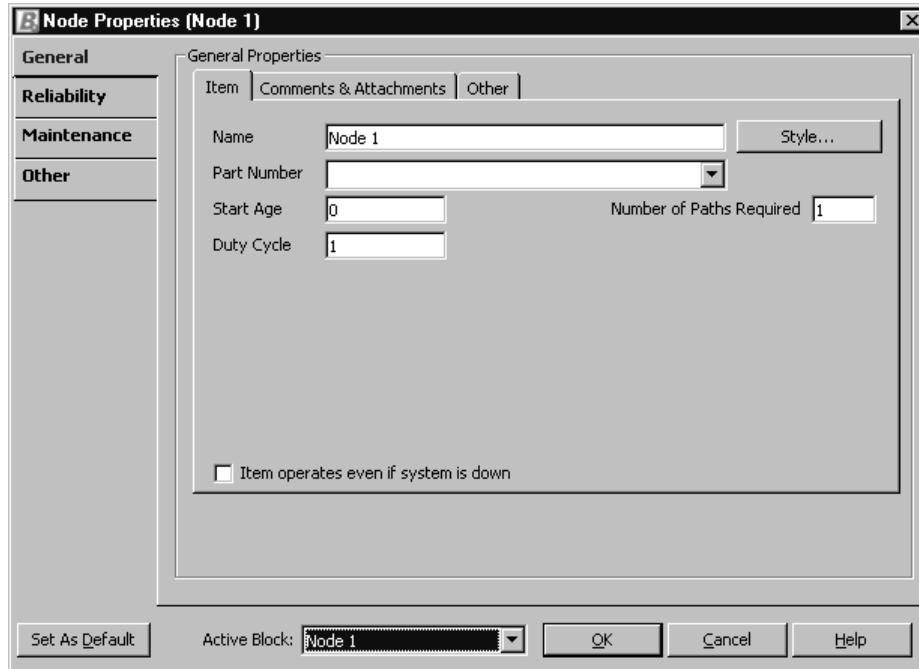 Node Properties (Node 1)
General
Reliability
Maintenance
Other
General Properties
Item Comments & Attachments Other
Name Node 1 Style...
Part Number
Start Age 0 Number of Paths Required 1
Duty Cycle 1
Item operates even if system is down
Set As Default Active Block: Node 1 OK Cancel Help